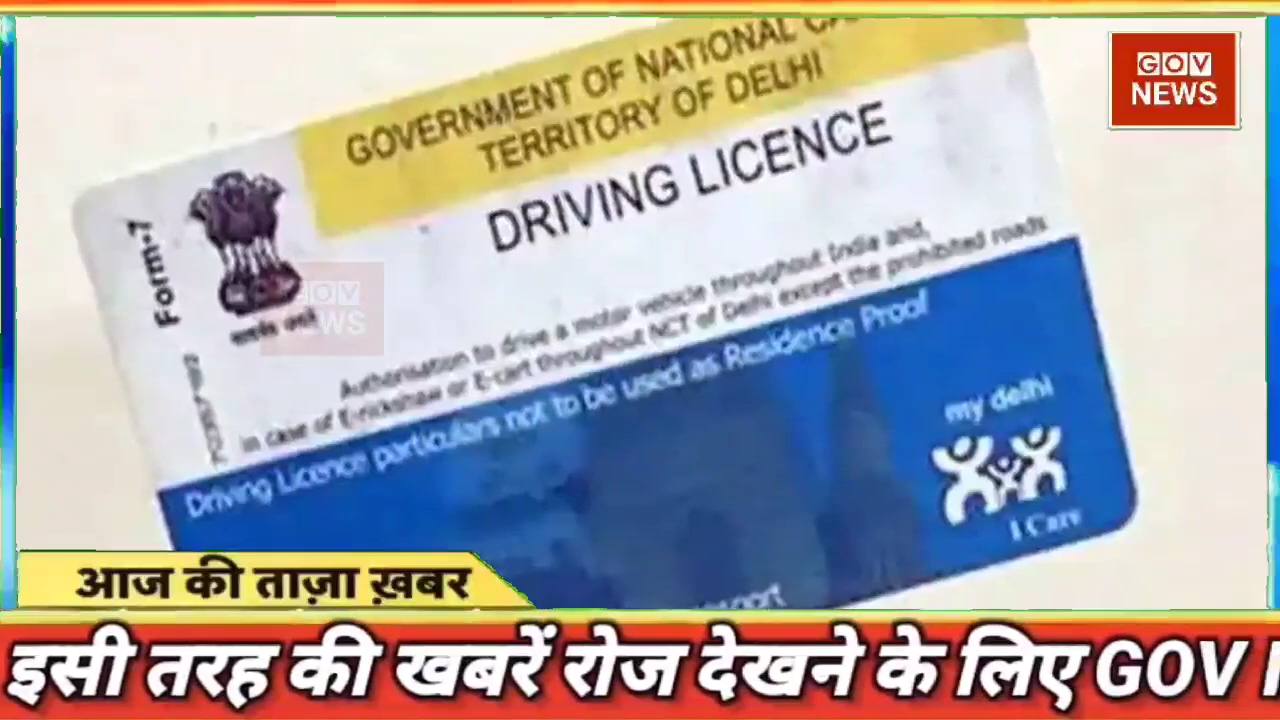 GOV
NEWS
GOVERNMENT OF NATIONAL
TERRITORY OF DELHI
DRIVING LICENCE
Form-7
Authorisation to drive a motor vehicle throughout India and,
in case of E-rickshaw or E-cart throughout NCT of Delhi except the prohibited roads
Driving Licence particulars not to be used as Residence Proof
my delhi
I Care
आज की ताज़ा ख़बर
इसी तरह की खबरें रोज देखने के लिए GOV